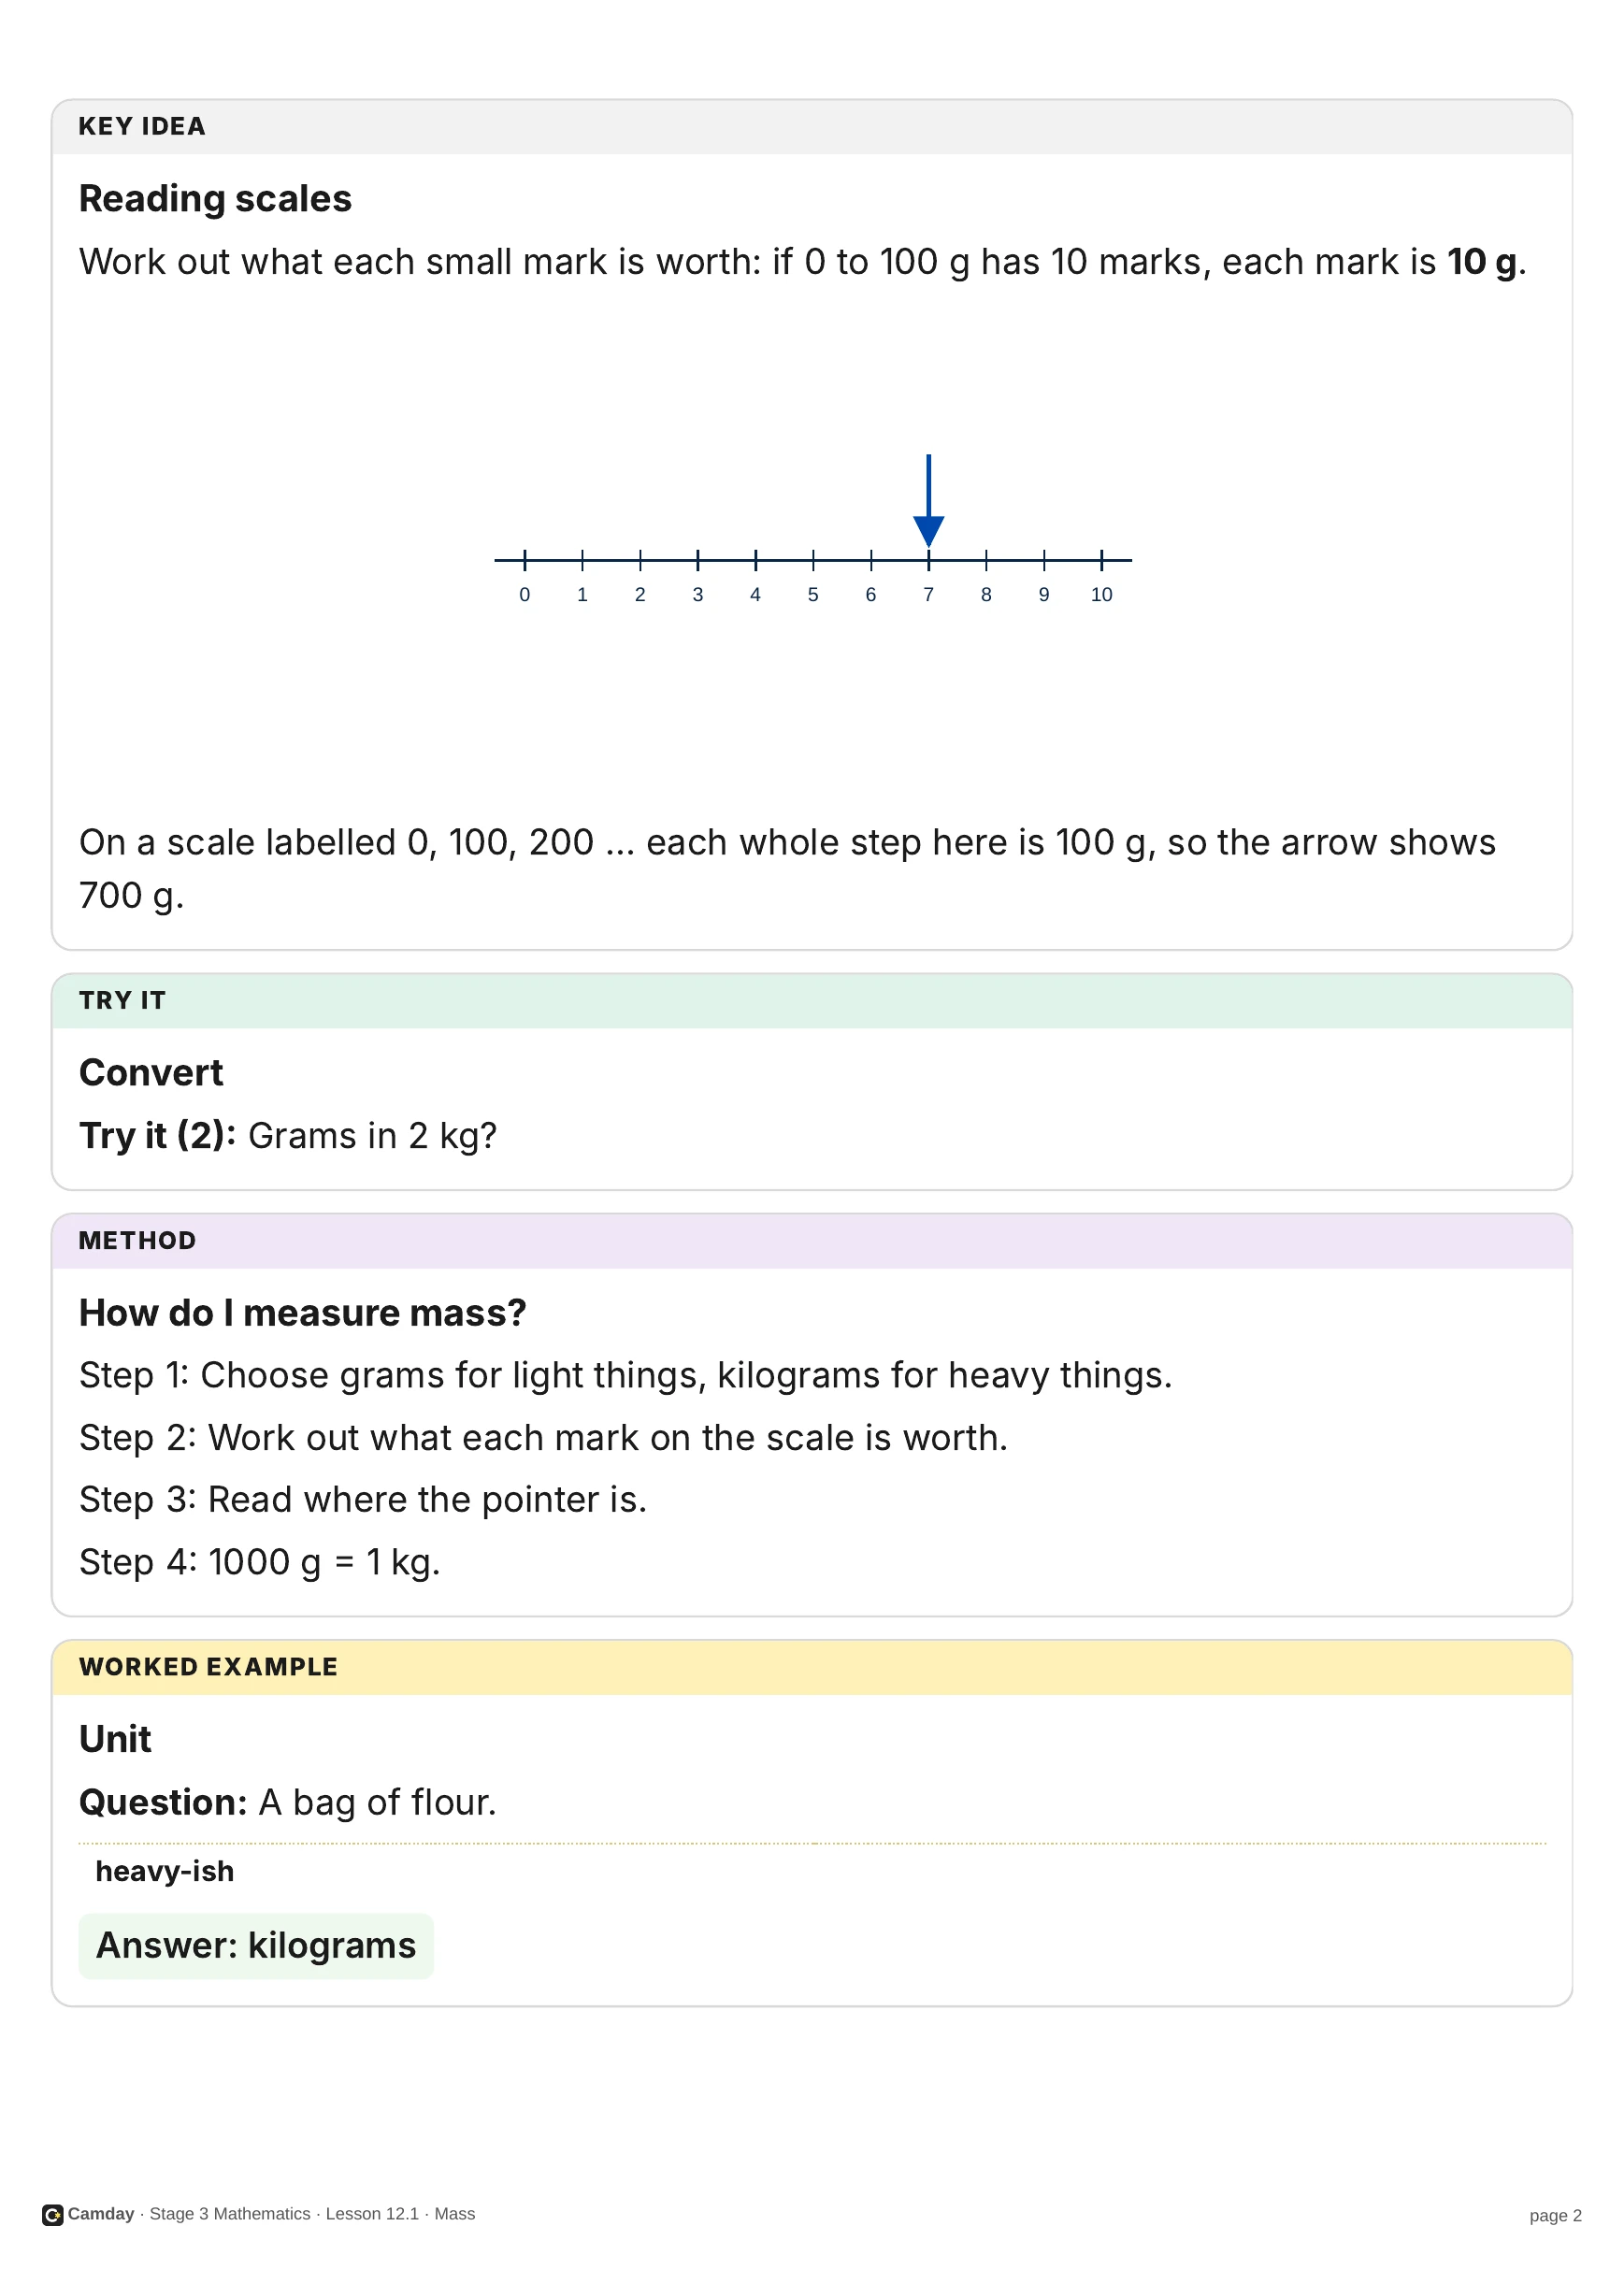 KEY IDEA
Reading scales
Work out what each small mark is worth: if 0 to 100 g has 10 marks, each mark is 10 g.
0 1 2 3 4 5 6 7 8 9 10
On a scale labelled 0, 100, 200 ... each whole step here is 100 g, so the arrow shows
700 g.
TRY IT
Convert
Try it (2): Grams in 2 kg?
METHOD
How do I measure mass?
Step 1: Choose grams for light things, kilograms for heavy things.
Step 2: Work out what each mark on the scale is worth.
Step 3: Read where the pointer is.
Step 4: 1000 g = 1 kg.
WORKED EXAMPLE
Unit
Question: A bag of flour.
heavy-ish
Answer: kilograms
Camday · Stage 3 Mathematics · Lesson 12.1 · Mass
page 2